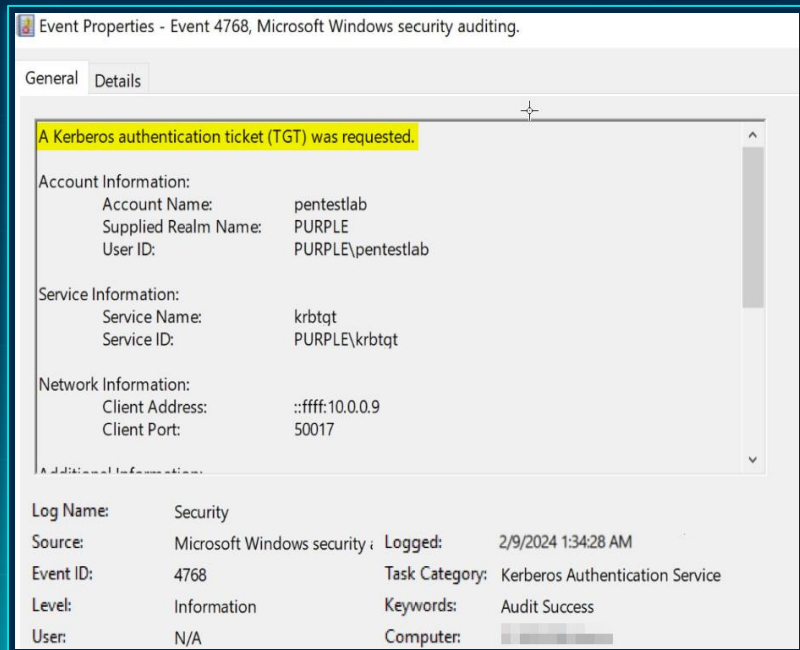 Event Properties - Event 4768, Microsoft Windows security auditing.
General Details
A Kerberos authentication ticket (TGT) was requested.
Account Information:
Account Name: pentestlab
Supplied Realm Name: PURPLE
User ID: PURPLE\pentestlab
Service Information:
Service Name: krbtgt
Service ID: PURPLE\krbtgt
Network Information:
Client Address: ::ffff:10.0.0.9
Client Port: 50017
Additional Information:
Log Name: Security
Source: Microsoft Windows security a Logged: 2/9/2024 1:34:28 AM
Event ID: 4768 Task Category: Kerberos Authentication Service
Level: Information Keywords: Audit Success
User: N/A Computer: